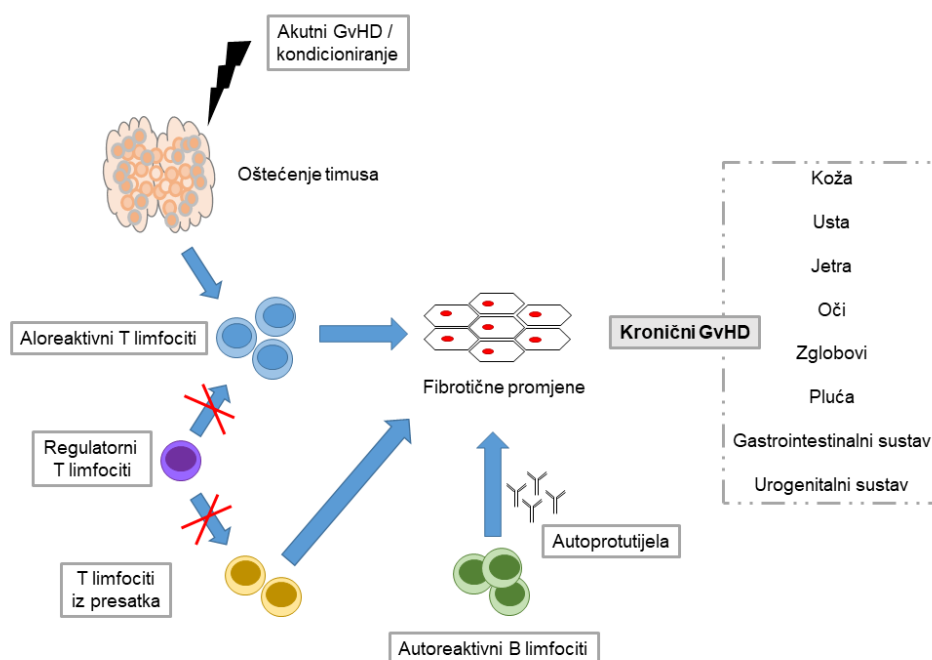 Akutni GvHD /
kondicioniranje
Oštećenje timusa
Aloreaktivni T limfociti
Regulatorni
T limfociti
T limfociti
iz presatka
Fibrotične promjene
Autoprotutijela
Autoreaktivni B limfociti
Kronični GvHD
Koža
Usta
Jetra
Oči
Zglobovi
Pluća
Gastrointestinalni sustav
Urogenitalni sustav